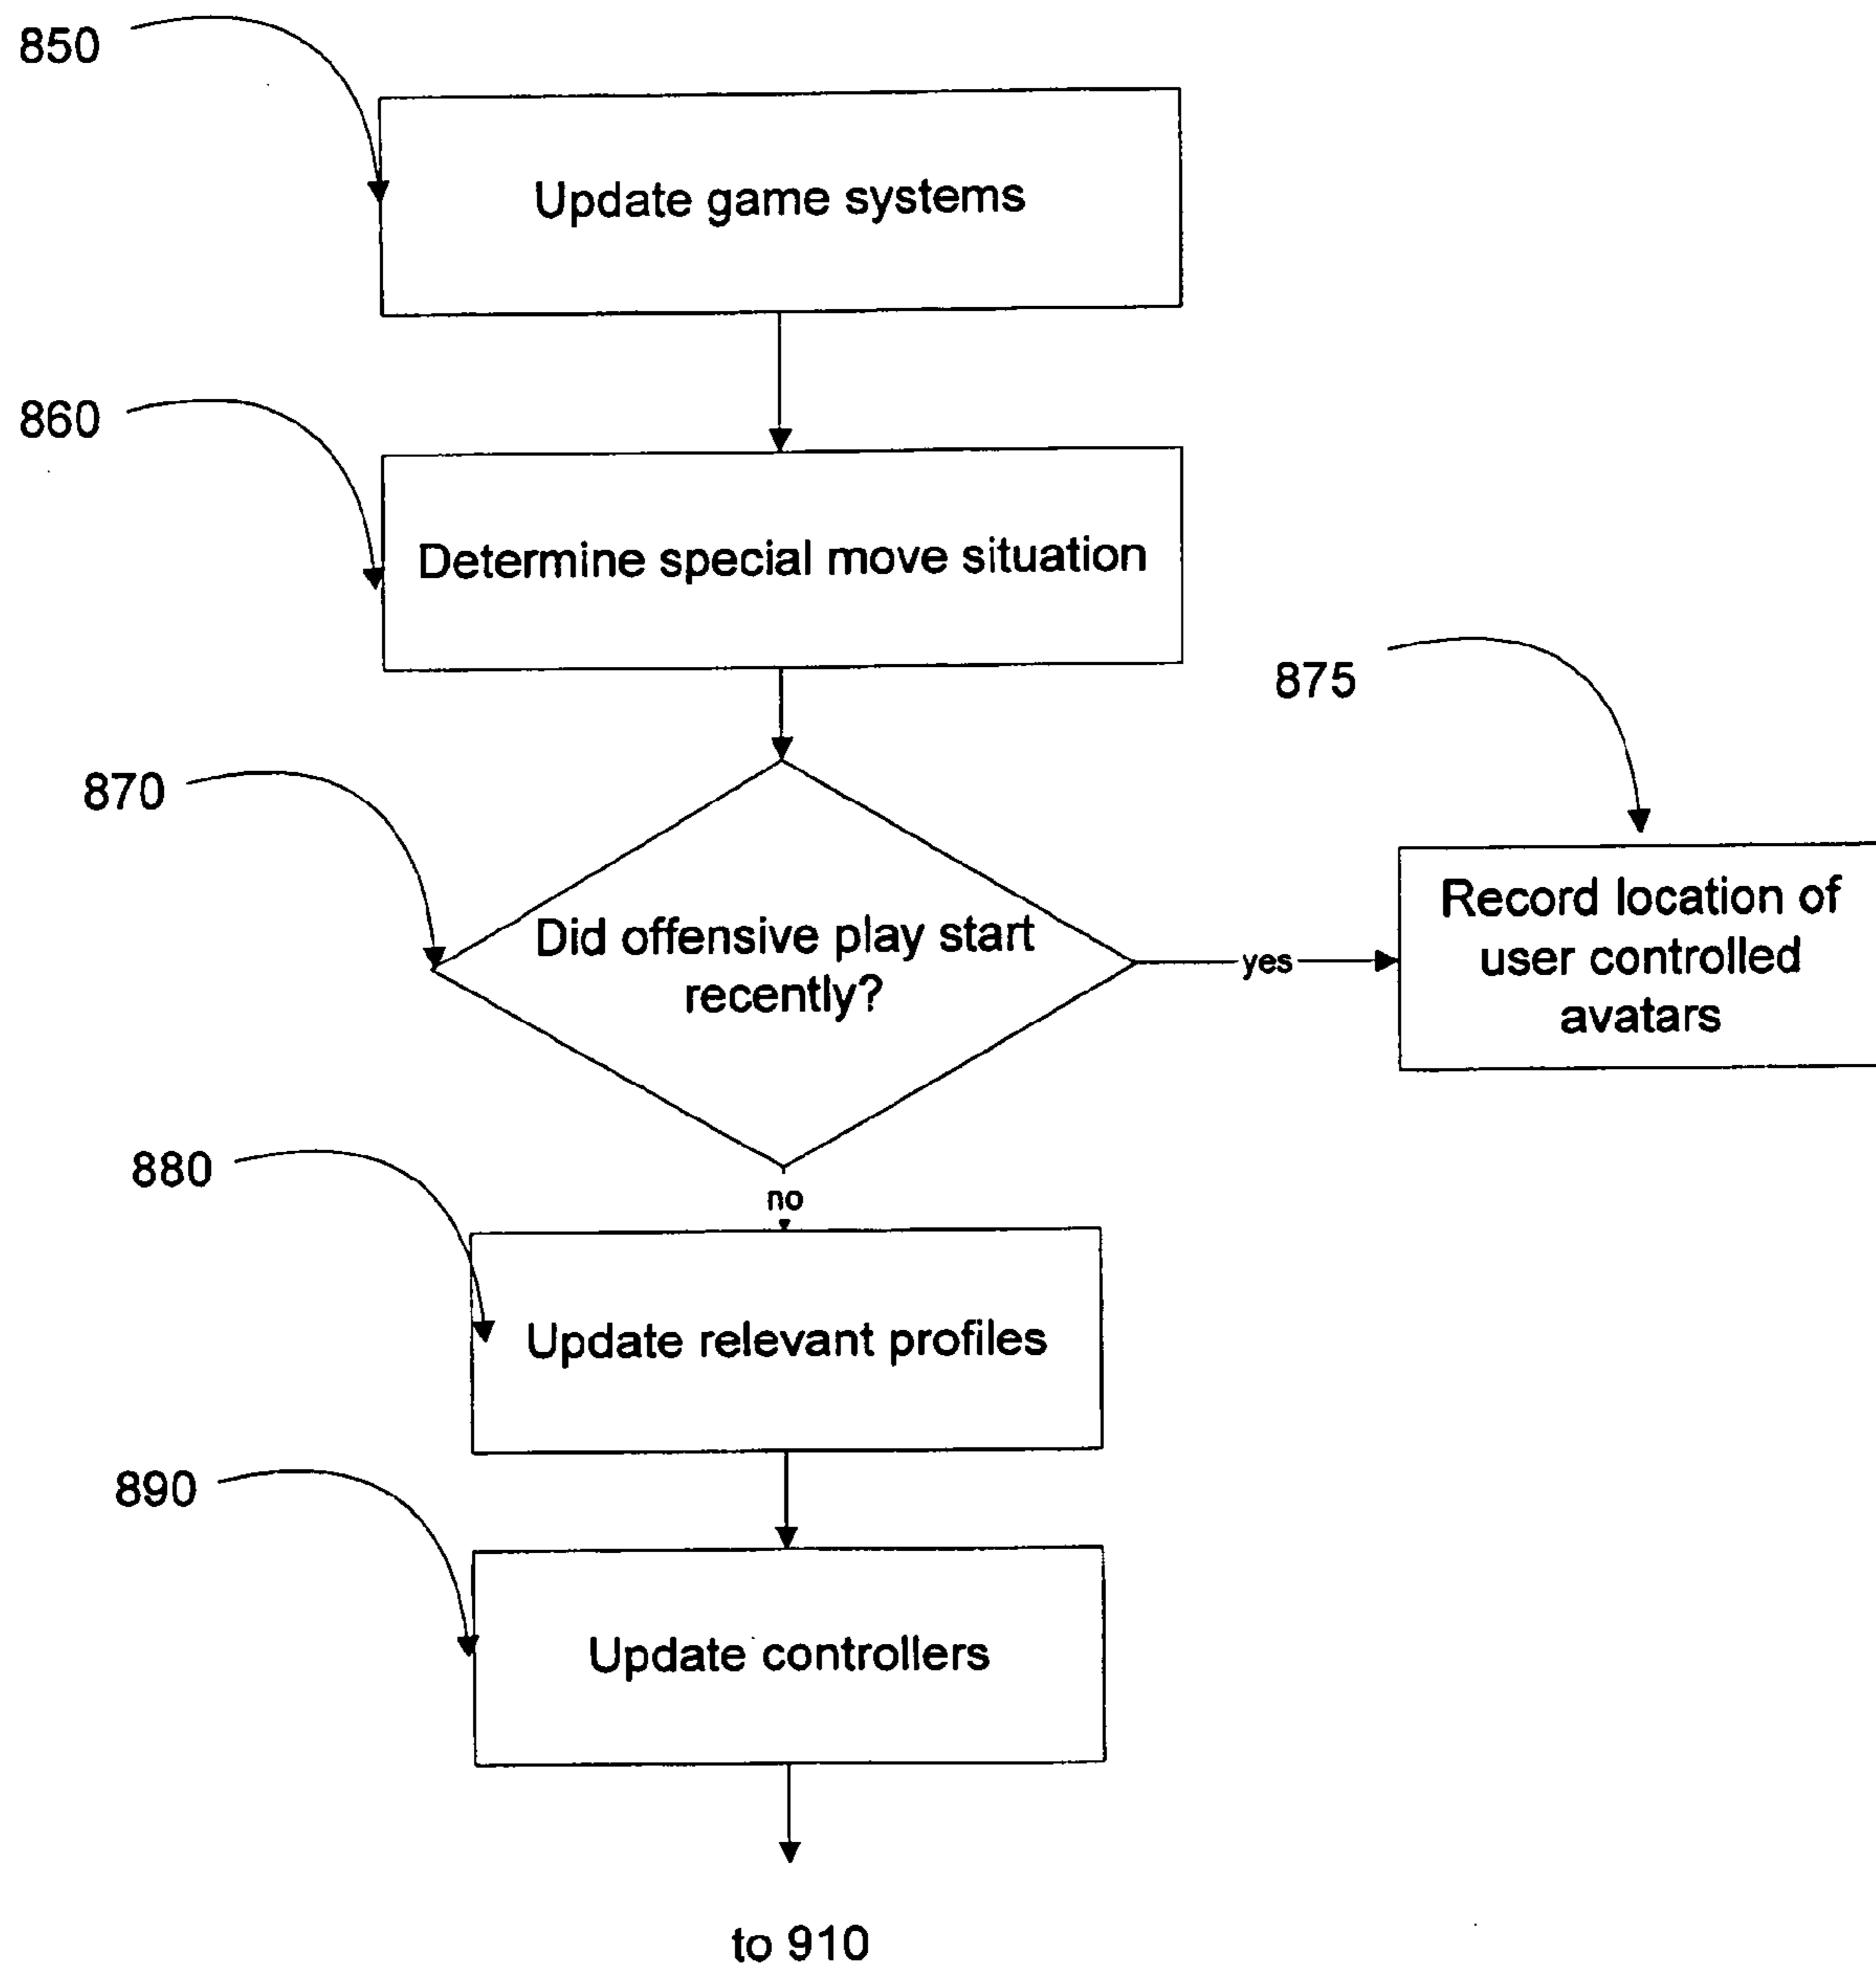 850
Update game systems
860
Determine special move situation
875
870
Did offensive play start
recently?
yes
Record location of
user controlled
avatars
no
880
Update relevant profiles
890
Update controllers
to 910